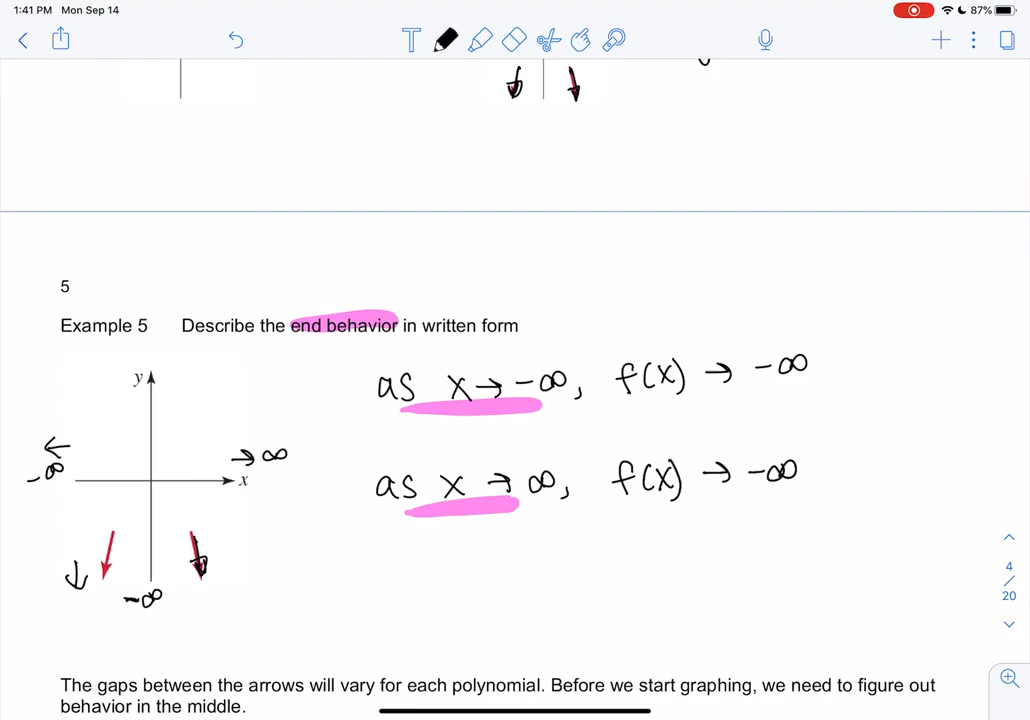 1:41 PM Mon Sep 14 87%
5
Example 5 Describe the end behavior in written form
as x → -∞, f(x) → -∞
as x → ∞, f(x) → -∞
y
← -∞
→ ∞
x
-∞
4
/
20
The gaps between the arrows will vary for each polynomial. Before we start graphing, we need to figure out
behavior in the middle.